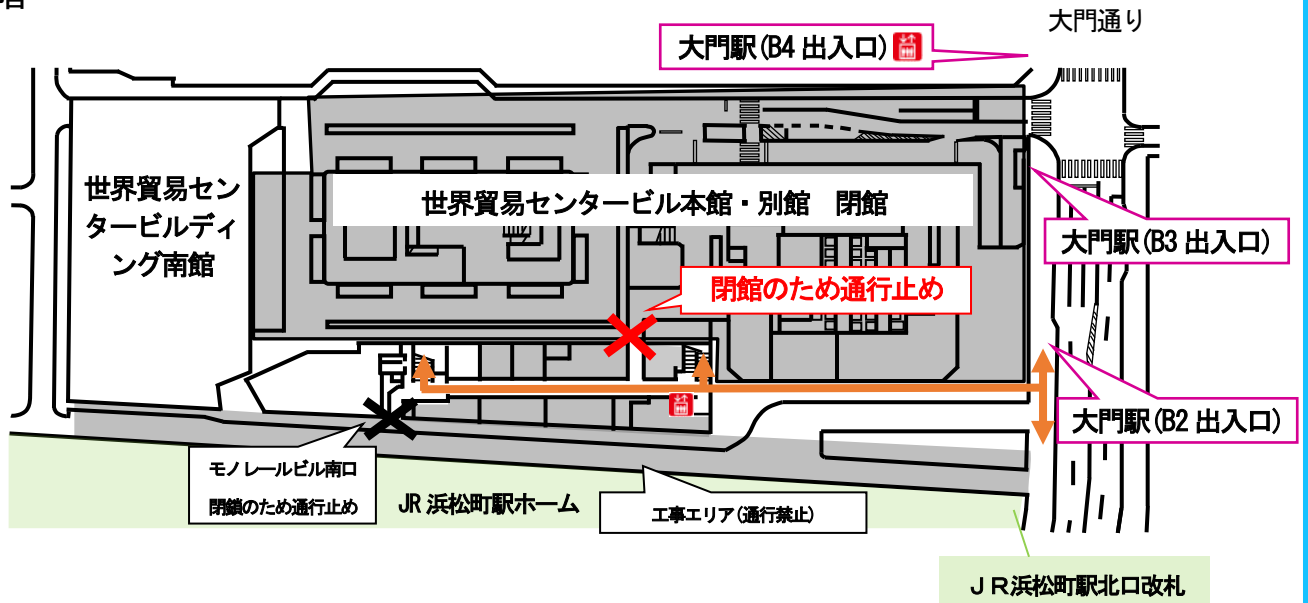 階
大門通り
大門駅(B4 出入口)
世界貿易セン
タービルディ
ング南館
世界貿易センタービル本館・別館　閉館
大門駅(B3 出入口)
閉館のため通行止め
大門駅(B2 出入口)
モノレールビル南口
閉鎖のため通行止め
JR 浜松町駅ホーム
工事エリア(通行禁止)
ＪＲ浜松町駅北口改札